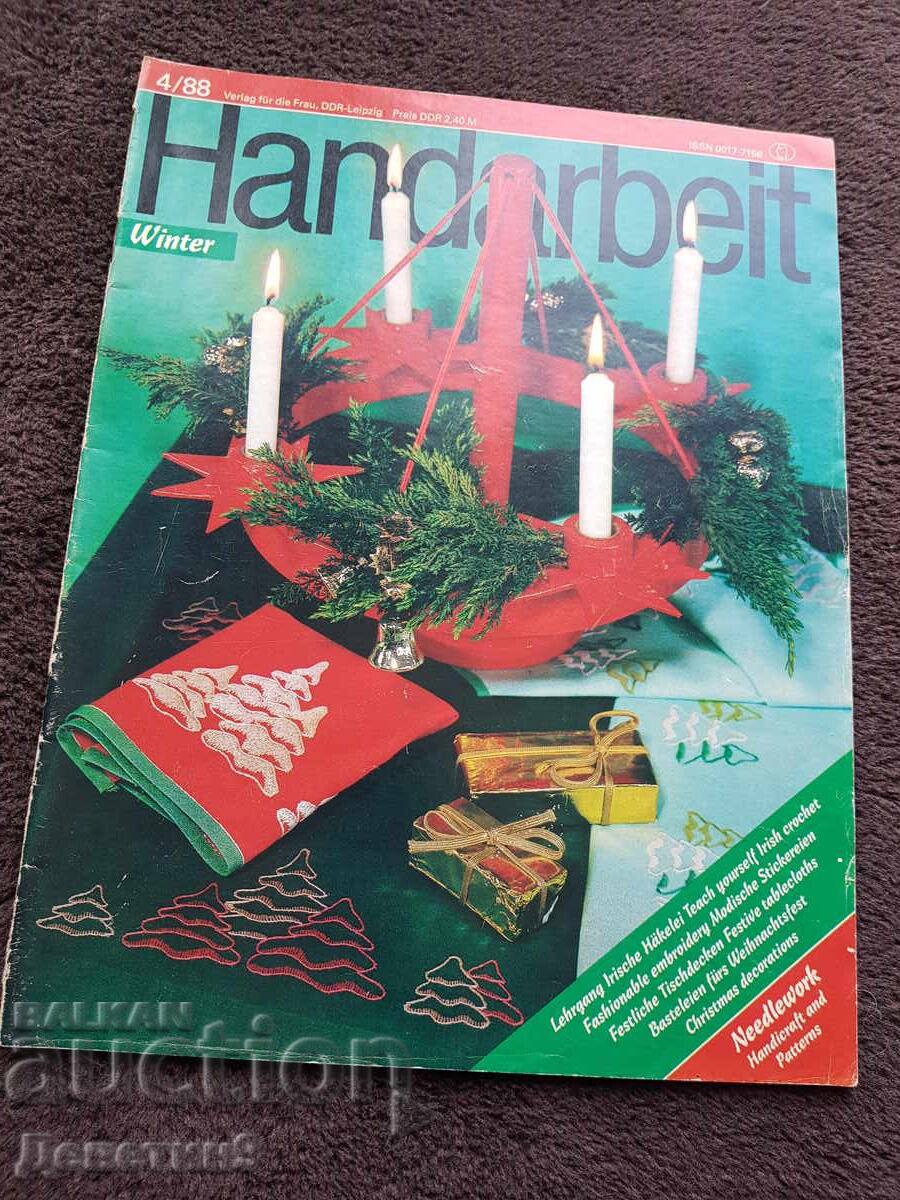 4/88 Verlag für die Frau, DDR-Leipzig Preis DDR 2,40 M ISSN 0017-7156
Handarbeit
Winter
Lehrgang Irische Häkelei Teach yourself Irish crochet
Fashionable embroidery Modische Stickereien
Festliche Tischdecken Festive tablecloths
Basteleien fürs Weihnachtsfest
Christmas decorations
Needlework
Handicraft and
Patterns
BALKAN
auction
Депеткин9